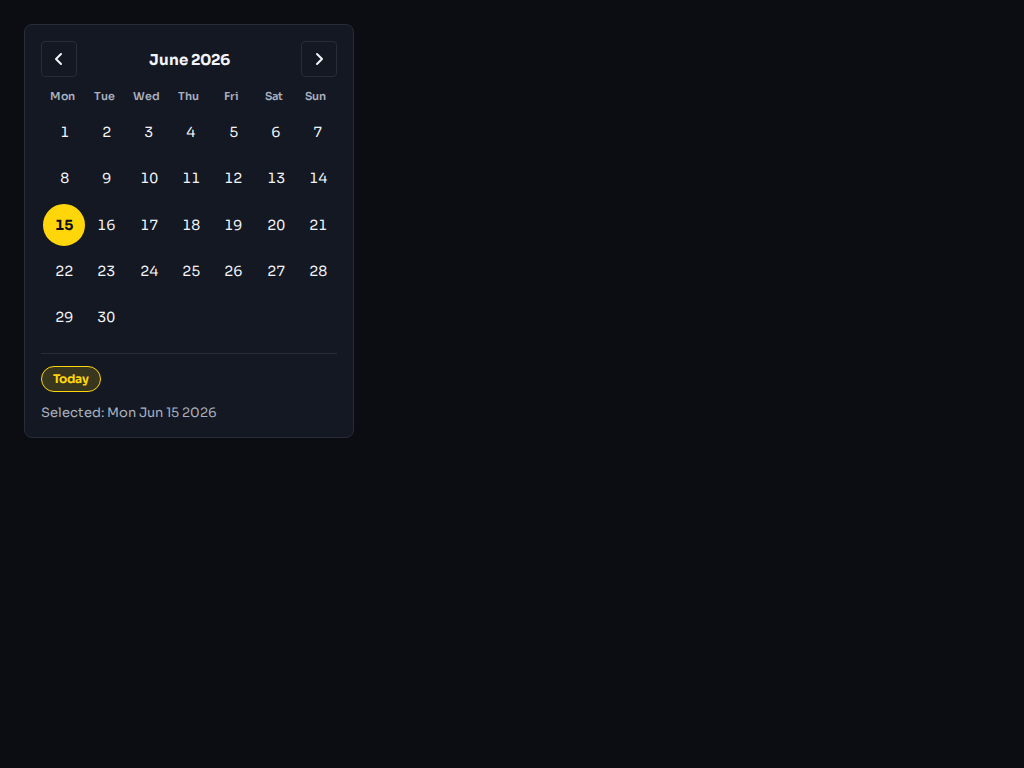 June 2026
Mon Tue Wed Thu Fri Sat Sun
1 2 3 4 5 6 7
8 9 10 11 12 13 14
15 16 17 18 19 20 21
22 23 24 25 26 27 28
29 30
Today
Selected: Mon Jun 15 2026